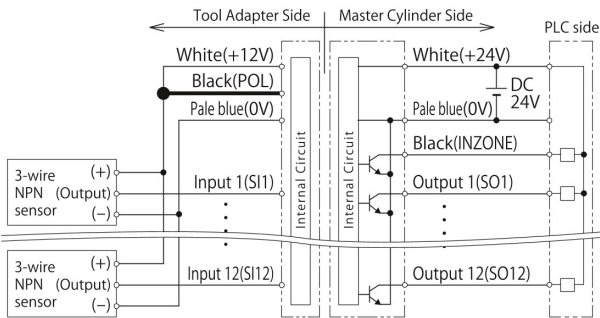 Tool Adapter Side
Master Cylinder Side
PLC side
White(+12V)
White(+24V)
Black(POL)
DC
24V
Pale blue(0V)
Pale blue(0V)
Black(INZONE)
3-wire
NPN
sensor
(+)
(Output)
(−)
Input 1(SI1)
Internal Circuit
Internal Circuit
Output 1(SO1)
3-wire
NPN
sensor
(+)
(Output)
(−)
Input 12(SI12)
Output 12(SO12)